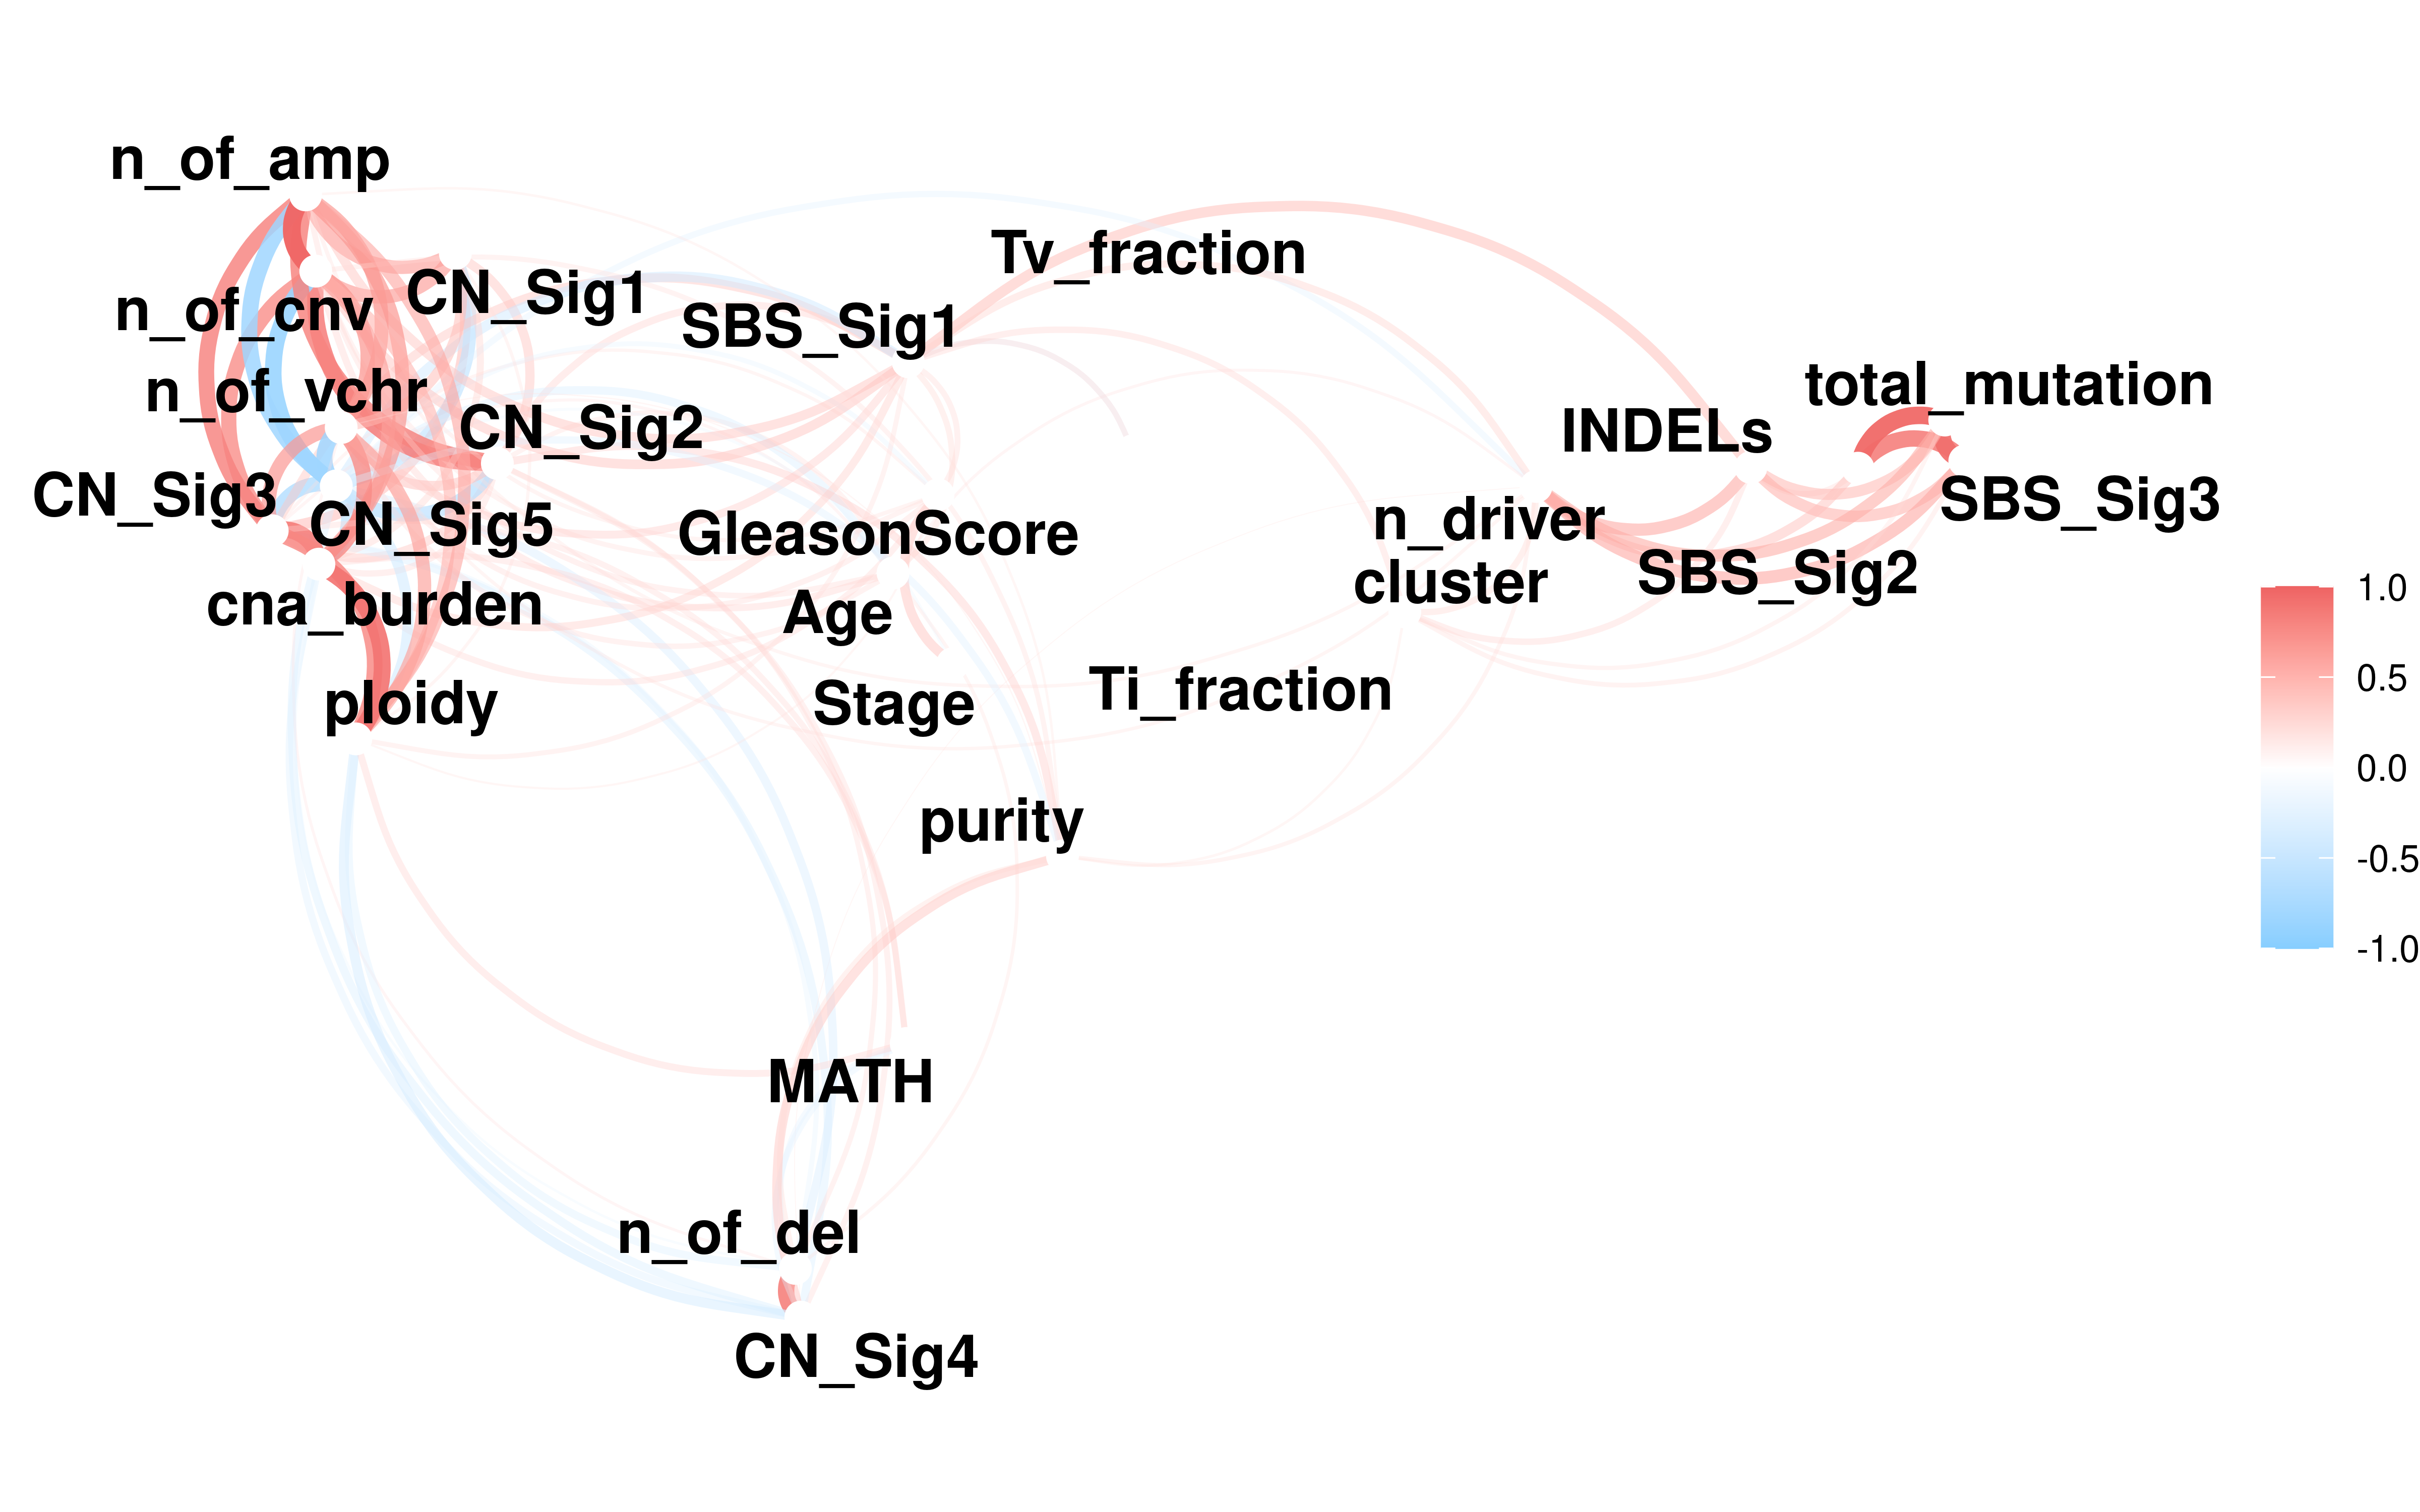 n_of_amp
Tv_fraction
n_of_cnv
CN_Sig1
SBS_Sig1
n_of_vchr
CN_Sig2
INDELs
total_mutation
CN_Sig3
CN_Sig5
GleasonScore
n_driver
SBS_Sig3
cna_burden
Age
cluster
SBS_Sig2
ploidy
Stage
Ti_fraction
purity
MATH
n_of_del
CN_Sig4
1.0
0.5
0.0
-0.5
-1.0